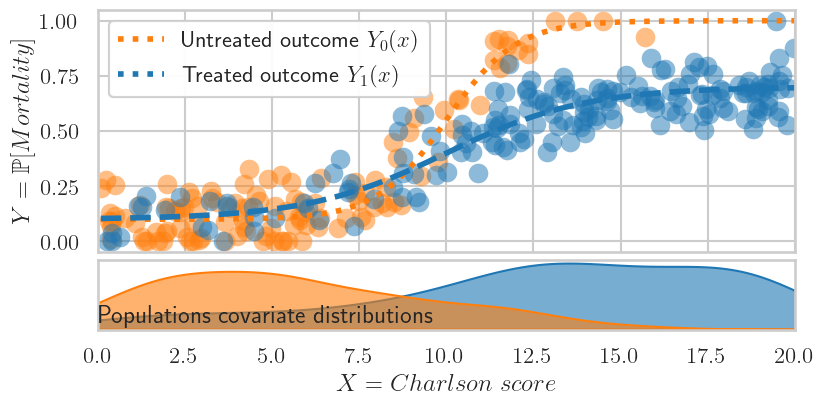 1.00
0.75
0.50
0.25
0.00
Y = ℙ[Mortality]
Untreated outcome Y₀(x)
Treated outcome Y₁(x)
Populations covariate distributions
0.0 2.5 5.0 7.5 10.0 12.5 15.0 17.5 20.0
X = Charlson score